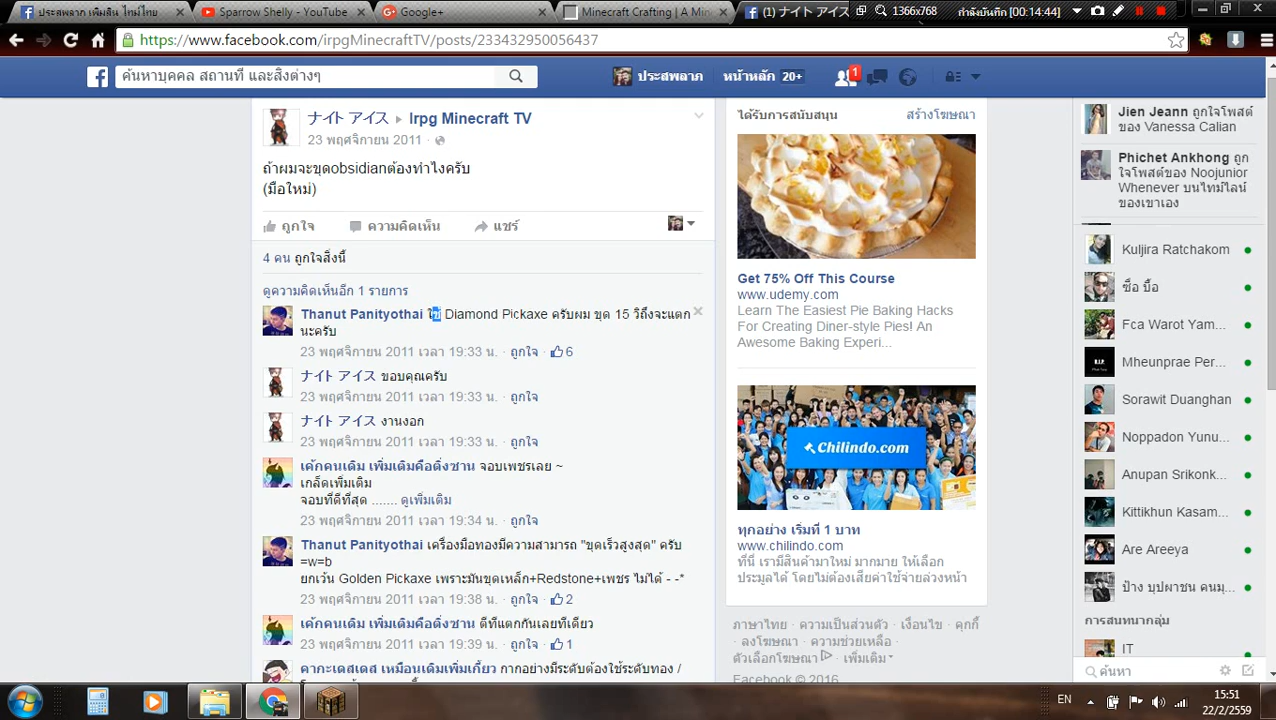 ประสพลาภ เพิ่มสิน ไทม์ไทย
Sparrow Shelly - YouTube
Google+
Minecraft Crafting | A Min
(1) ナイト アイス
1366x768
กำลังบันทึก [00:14:44]
https://www.facebook.com/irpgMinecraftTV/posts/233432950056437
ค้นหาบุคคล สถานที่ และสิ่งต่างๆ
ประสพลาภ
หน้าหลัก 20+
1
ナイト アイス ▸ Irpg Minecraft TV
23 พฤศจิกายน 2011 ·
ถ้าผมจะขุดobsidianต้องทำไงครับ
(มือใหม่)
ถูกใจ ความคิดเห็น แชร์
4 คน ถูกใจสิ่งนี้
ดูความคิดเห็นอีก 1 รายการ
Thanut Panityothai ใช้ Diamond Pickaxe ครับผม ขุด 15 วิถึงจะแตก
นะครับ
23 พฤศจิกายน 2011 เวลา 19:33 น. · ถูกใจ · 6
ナイト アイス ขอบคุณครับ
23 พฤศจิกายน 2011 เวลา 19:33 น. · ถูกใจ
ナイト アイス งานงอก
23 พฤศจิกายน 2011 เวลา 19:33 น. · ถูกใจ
เค้กคนเดิม เพิ่มเติมคือติ่งซาน จอบเพชรเลย ~
เกล็ดเพิ่มเติม
จอบที่ดีที่สุด ....... ดูเพิ่มเติม
23 พฤศจิกายน 2011 เวลา 19:34 น. · ถูกใจ
Thanut Panityothai เครื่องมือทองมีความสามารถ "ขุดเร็วสูงสุด" ครับ
=w=b
ยกเว้น Golden Pickaxe เพราะมันขุดเหล็ก+Redstone+เพชร ไม่ได้ - -*
23 พฤศจิกายน 2011 เวลา 19:38 น. · ถูกใจ · 2
เค้กคนเดิม เพิ่มเติมคือติ่งซาน ตีทีแตกกันเลยทีเดียว
23 พฤศจิกายน 2011 เวลา 19:39 น. · ถูกใจ · 1
คากะเดสเดส เหมือนเดิมเพิ่มเกี้ยว กากอย่างมีระดับต้องใช้ระดับทอง /
ได้รับการสนับสนุน
สร้างโฆษณา
Get 75% Off This Course
www.udemy.com
Learn The Easiest Pie Baking Hacks
For Creating Diner-style Pies! An
Awesome Baking Experi...
Chilindo.com
ทุกอย่าง เริ่มที่ 1 บาท
www.chilindo.com
ที่นี่ เรามีสินค้ามาใหม่ มากมาย ให้เลือก
ประมูลได้ โดยไม่ต้องเสียค่าใช้จ่ายล่วงหน้า
ภาษาไทย · ความเป็นส่วนตัว · เงื่อนไข · คุกกี้
· ลงโฆษณา · ความช่วยเหลือ ·
ตัวเลือกโฆษณา · เพิ่มเติม
Facebook © 2016
Jien Jeann ถูกใจโพสต์
ของ Vanessa Calian
Phichet Ankhong ถูก
ใจโพสต์ของ Noojunior
Whenever บนไทม์ไลน์
ของเขาเอง
Kuljira Ratchakom
ซื้อ บื้อ
Fca Warot Yam...
Mheunprae Per...
Sorawit Duanghan
Noppadon Yunu...
Anupan Srikonk...
Kittikhun Kasam...
Are Areeya
ป้าง บุปผาชน คนมุ...
การสนทนากลุ่ม
IT
ค้นหา
EN
15:51
22/2/2559